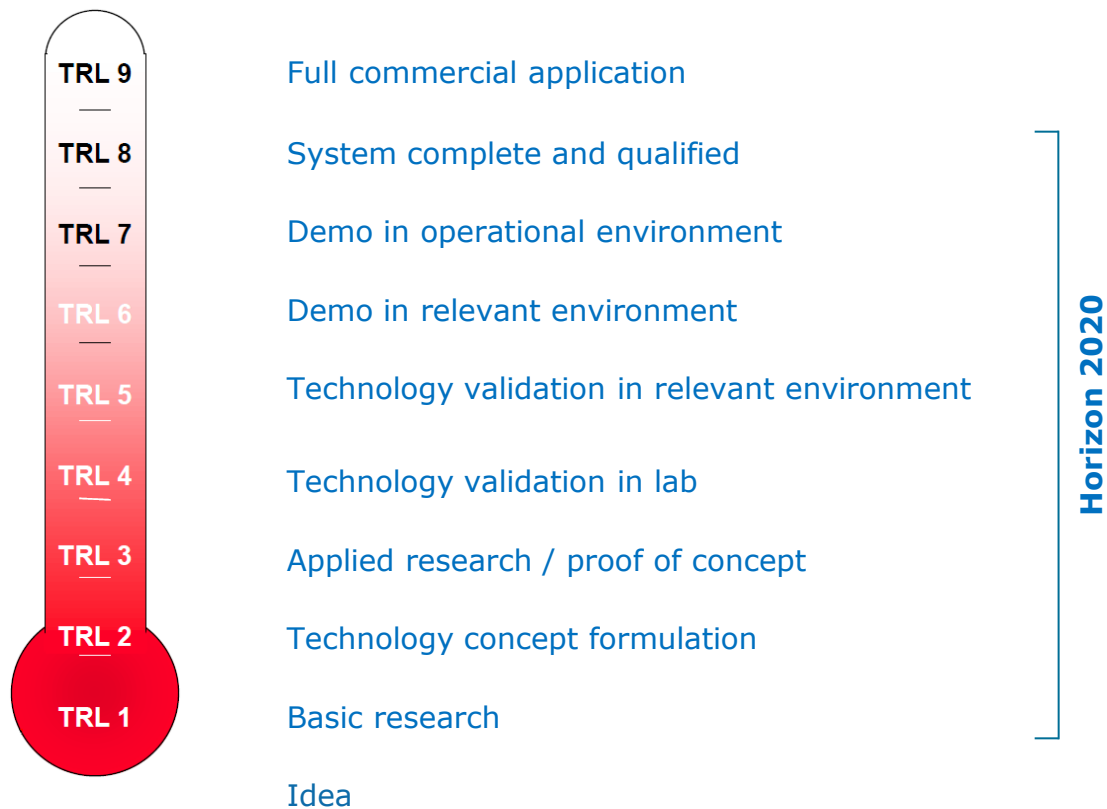 TRL 9 Full commercial application
TRL 8 System complete and qualified
TRL 7 Demo in operational environment
TRL 6 Demo in relevant environment
TRL 5 Technology validation in relevant environment
TRL 4 Technology validation in lab
TRL 3 Applied research / proof of concept
TRL 2 Technology concept formulation
TRL 1 Basic research
Idea
Horizon 2020